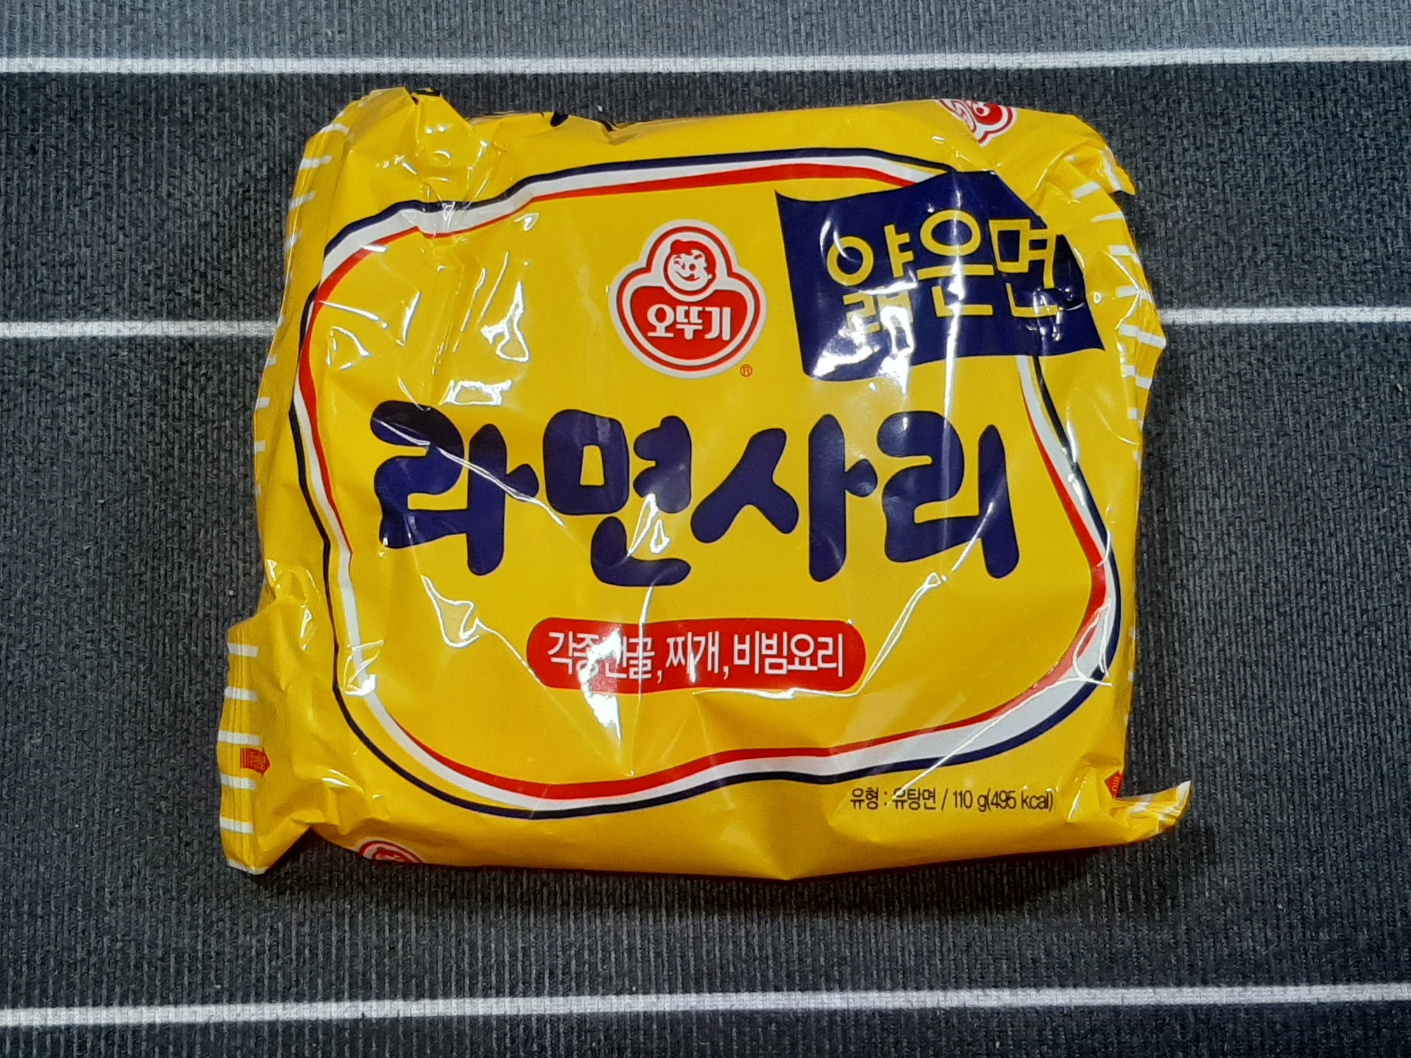 오뚜기
®
얇은면
라면사리
각종전골, 찌개, 비빔요리
유형 : 유탕면 / 110 g(495 kcal)